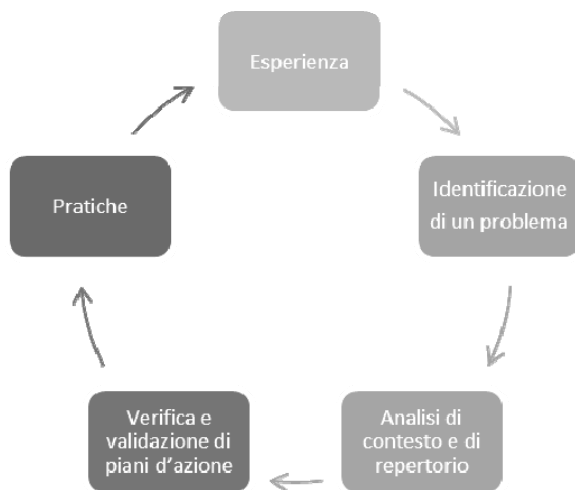 Esperienza
Identificazione
di un problema
Analisi di
contesto e di
repertorio
Verifica e
validazione di
piani d'azione
Pratiche